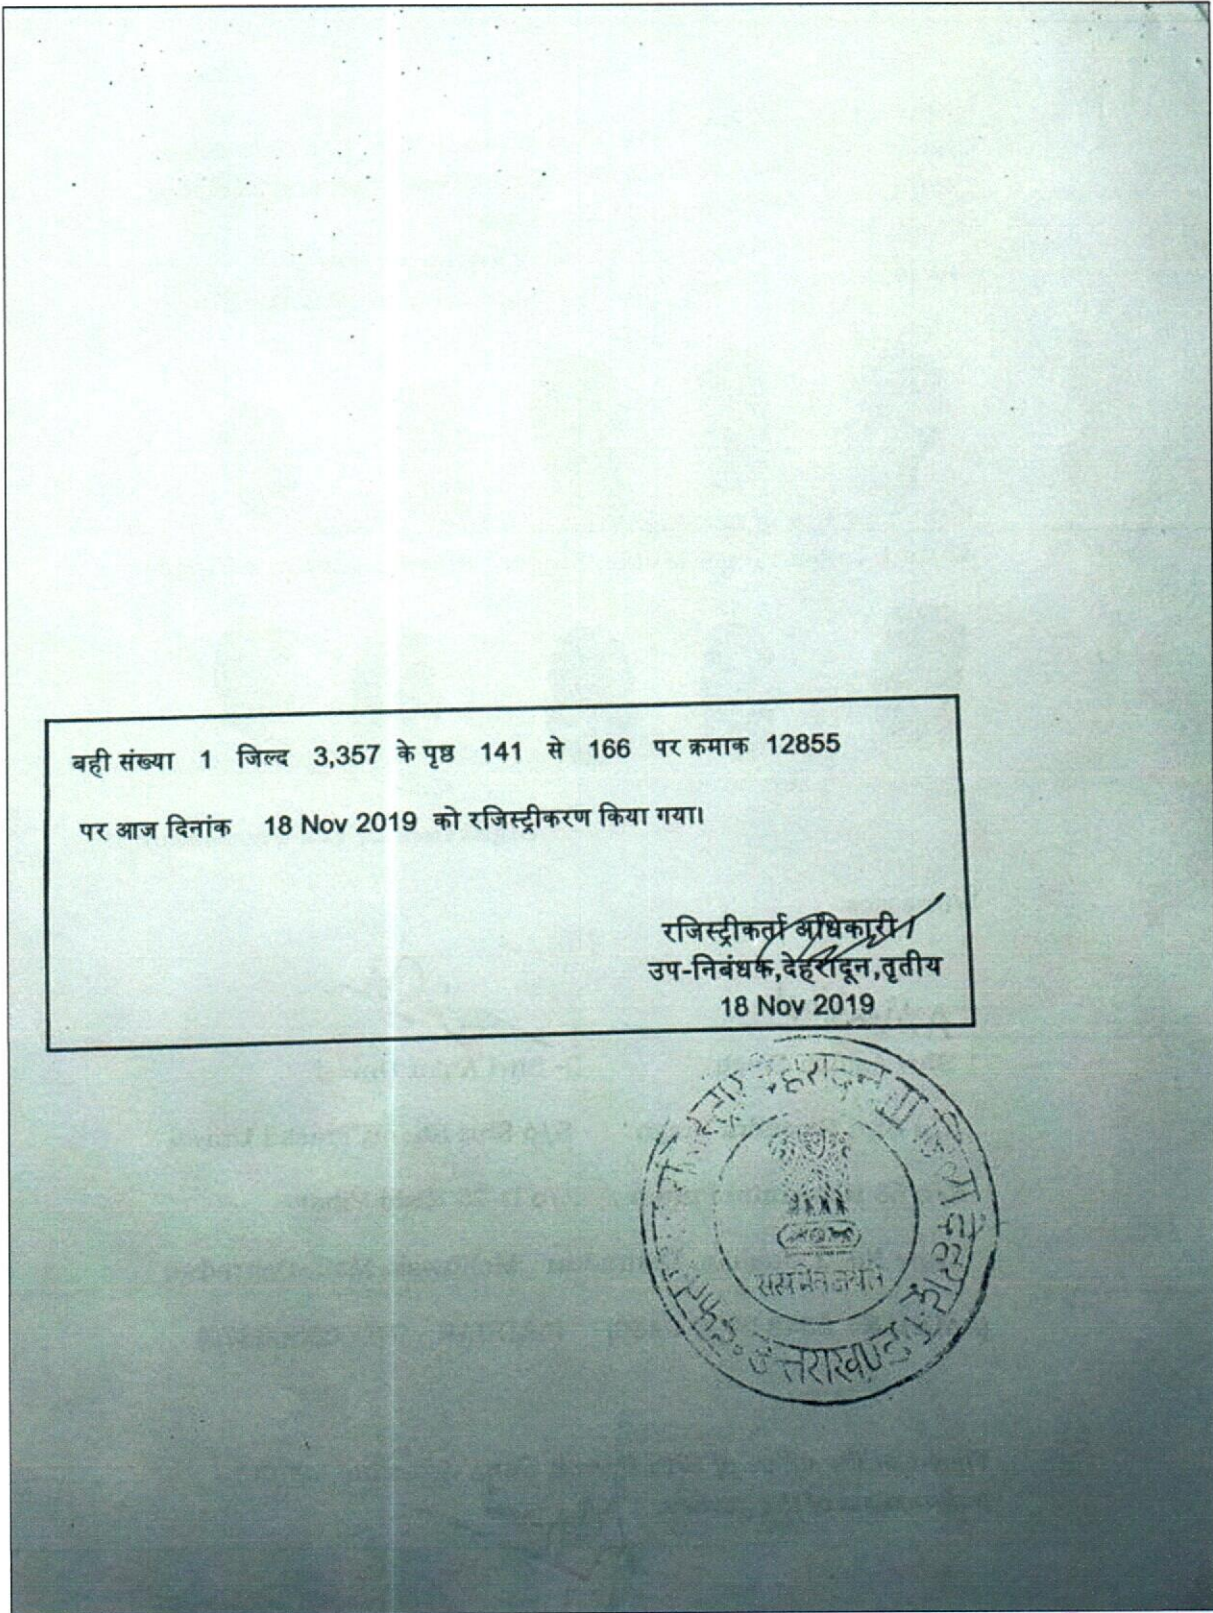 वही संख्या 1 जिल्द 3,357 के पृष्ठ 141 से 166 पर क्रमाक 12855
पर आज दिनांक 18 Nov 2019 को रजिस्ट्रीकरण किया गया।
रजिस्ट्रीकर्ता अधिकारी /
उप-निबंधक,देहरादून,तृतीय
18 Nov 2019
सत्यमेव जयते
उत्तराखण्ड